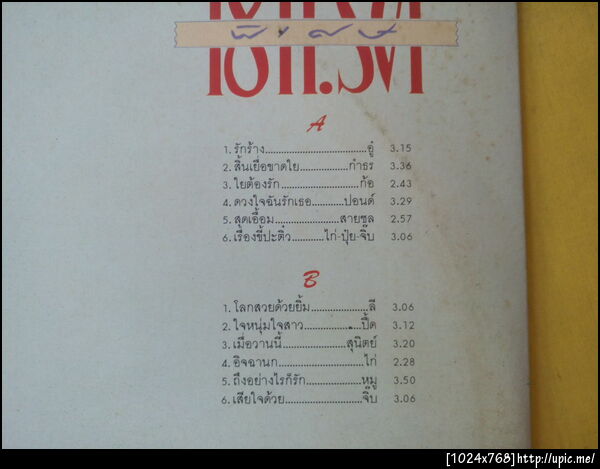 A
1. รักร้าง.................................อู๋ 3.15
2. สิ้นเยื่อขาดใย................กำธร 3.36
3. ใยต้องรัก..........................ก้อ 2.43
4. ดวงใจฉันรักเธอ..........ปอนด์ 3.29
5. สุดเอื้อม.....................สายชล 2.57
6. เรื่องขี้ปะติ๋ว...........ไก่-ปุ๋ย-จิ๊บ 3.06
B
1. โลกสวยด้วยยิ้ม...................ลี 3.06
2. ใจหนุ่มใจสาว...................ปี๊ด 3.12
3. เมื่อวานนี้.....................สุนิตย์ 3.20
4. อิจฉานก............................ไก่ 2.28
5. ถึงอย่างไรก็รัก..................หมู 3.50
6. เสียใจด้วย.........................จิ๊บ 3.06
[1024x768]http://upic.me/